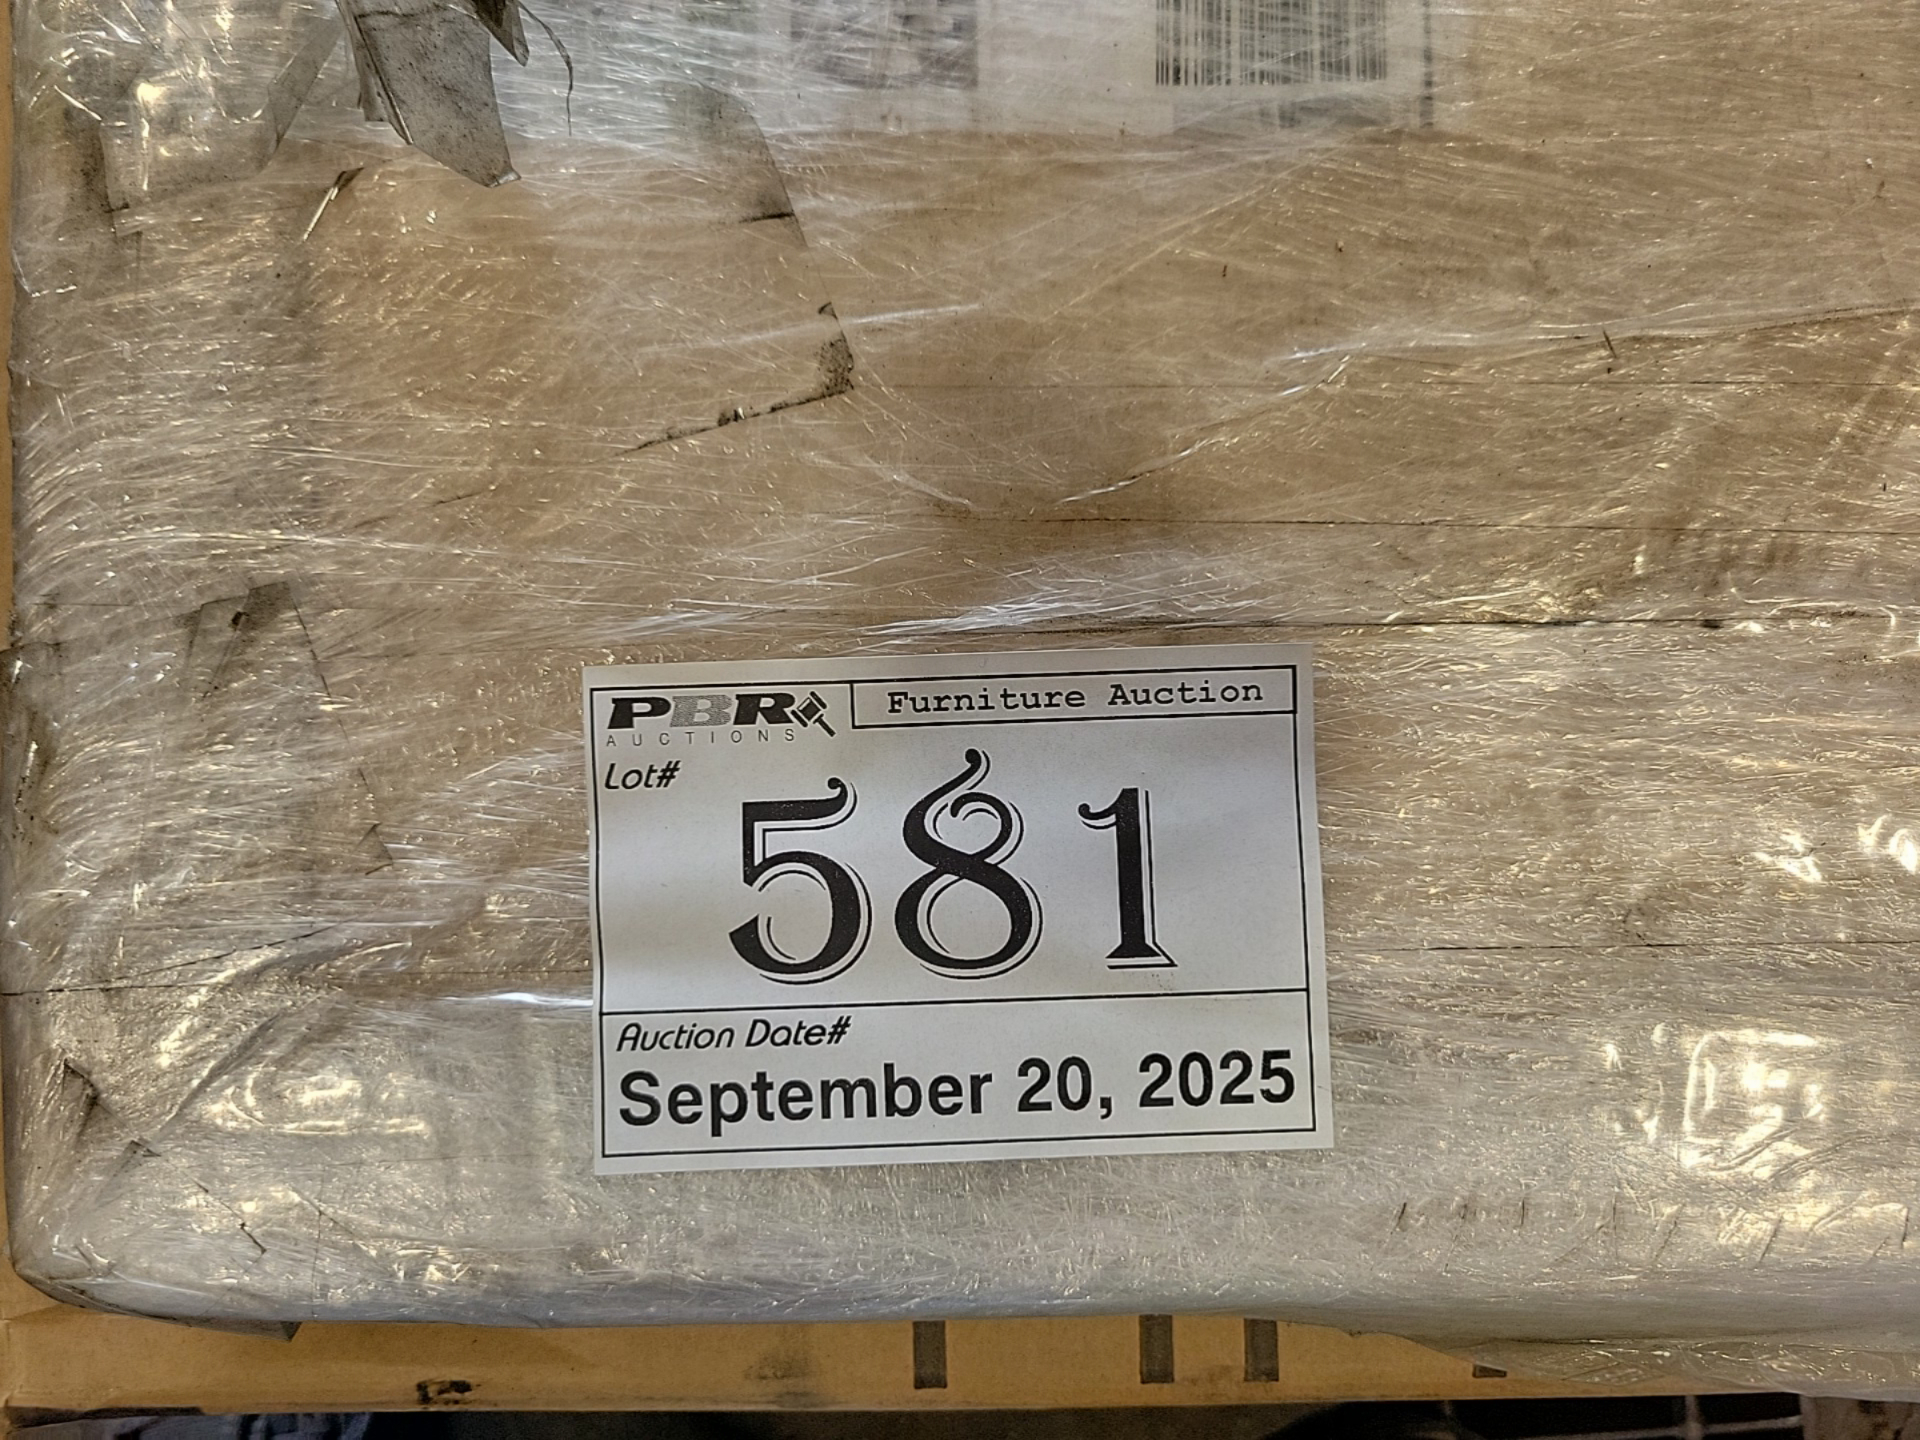 PBR
AUCTIONS
Furniture Auction
Lot#
581
Auction Date#
September 20, 2025